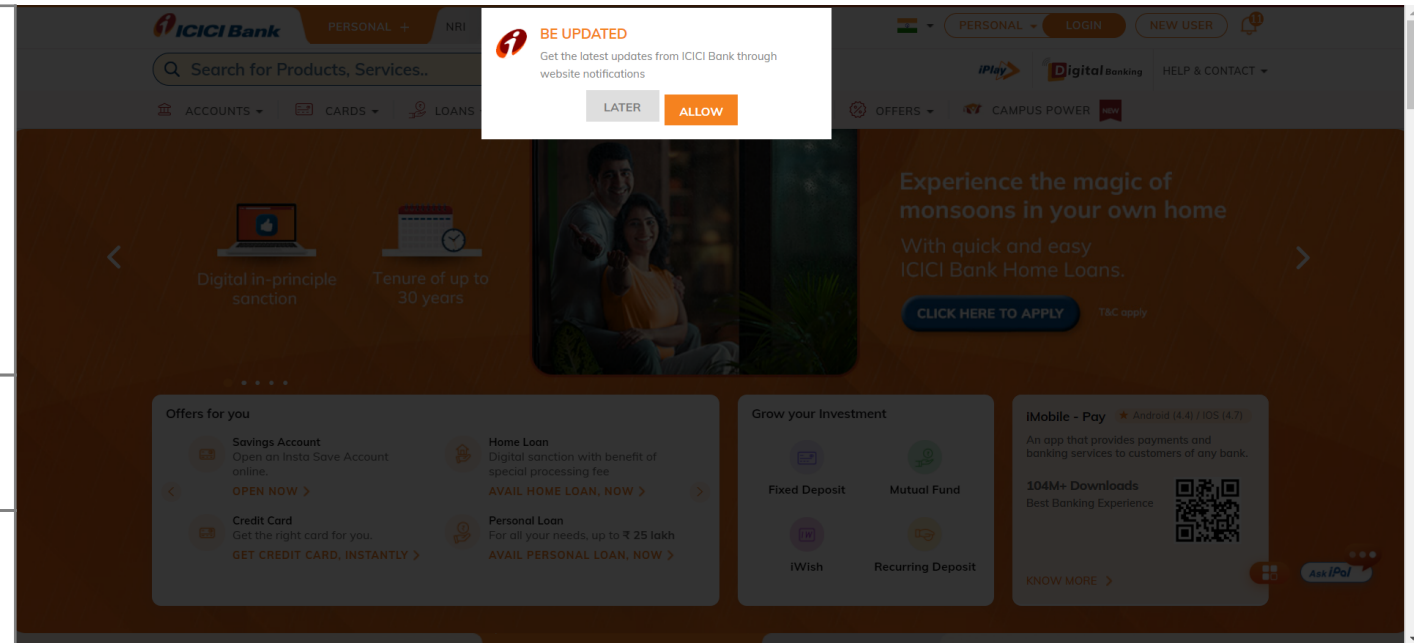 ICICI Bank
PERSONAL +
NRI
PERSONAL
LOGIN
NEW USER
11
BE UPDATED
Get the latest updates from ICICI Bank through
website notifications
LATER
ALLOW
Search for Products, Services..
iPlay
Digital Banking
HELP & CONTACT
ACCOUNTS
CARDS
LOANS
OFFERS
CAMPUS POWER
NEW
Digital in-principle
sanction
Tenure of up to
30 years
Experience the magic of
monsoons in your own home
With quick and easy
ICICI Bank Home Loans.
CLICK HERE TO APPLY
T&C apply
Offers for you
Savings Account
Open an Insta Save Account
online.
OPEN NOW >
Home Loan
Digital sanction with benefit of
special processing fee
AVAIL HOME LOAN, NOW >
Credit Card
Get the right card for you.
GET CREDIT CARD, INSTANTLY >
Personal Loan
For all your needs, up to ₹ 25 lakh
AVAIL PERSONAL LOAN, NOW >
Grow your Investment
Fixed Deposit
Mutual Fund
iWish
Recurring Deposit
iMobile - Pay
★ Android (4.4) / IOS (4.7)
An app that provides payments and
banking services to customers of any bank.
104M+ Downloads
Best Banking Experience
KNOW MORE >
Ask iPal